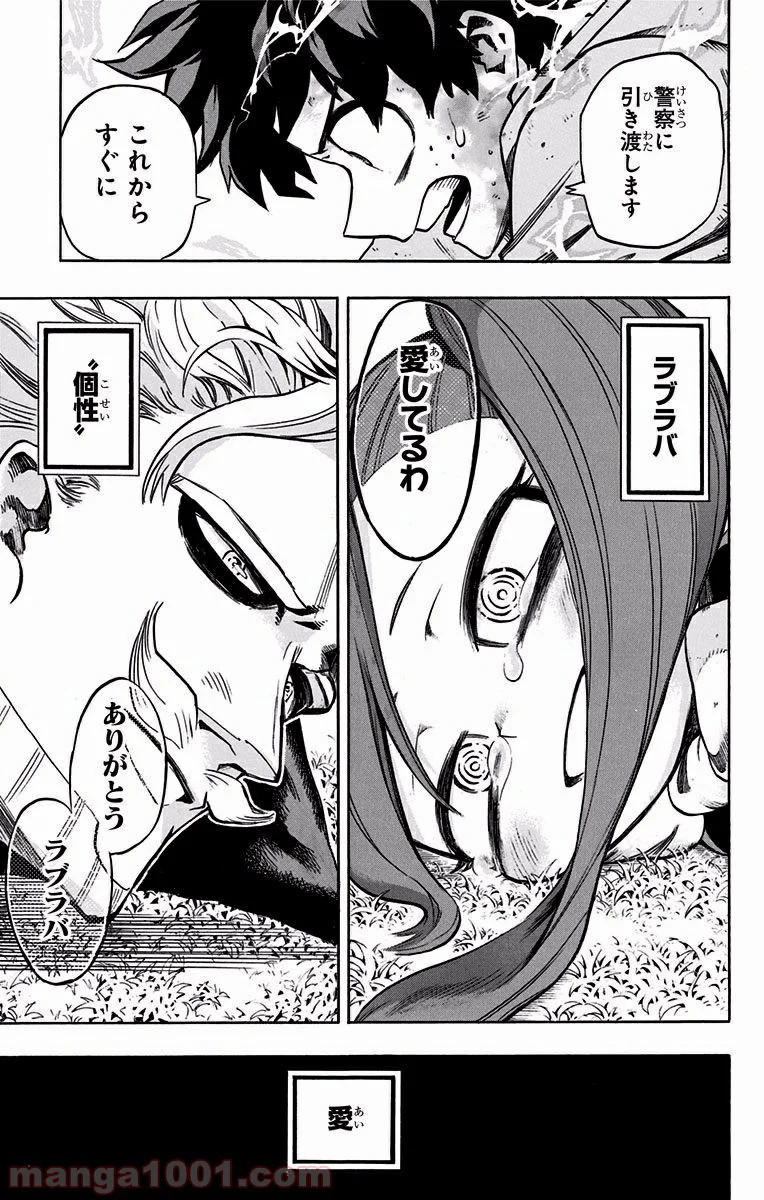 警察に
引き渡します
これから
すぐに
ラブラバ
愛してるわ
〝個性〟
ありがとう
ラブラバ
愛
manga1001.com